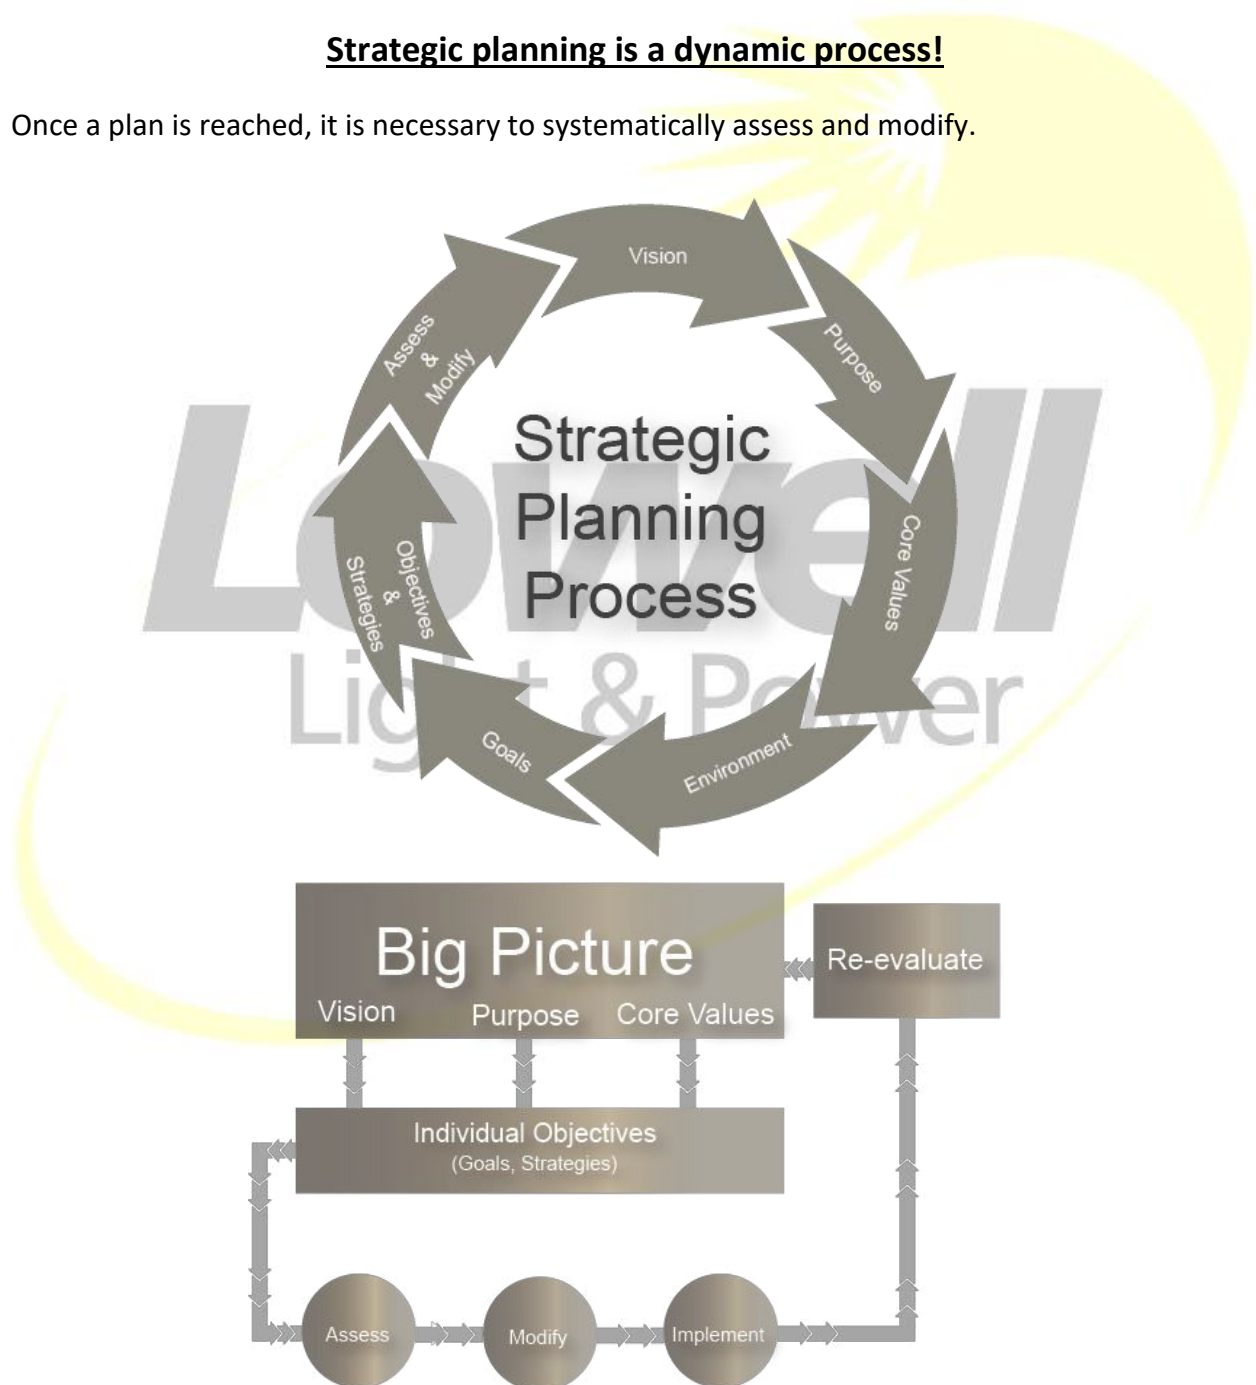 Strategic planning is a dynamic process!
Once a plan is reached, it is necessary to systematically assess and modify.
Vision
Purpose
Core Values
Environment
Goals
Objectives
&
Strategies
Assess
&
Modify
Strategic
Planning
Process
Lowell
Light & Power
Big Picture
Vision Purpose Core Values
Re-evaluate
Individual Objectives
(Goals, Strategies)
Assess
Modify
Implement